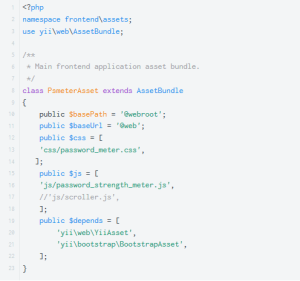 1 <?php
2 namespace frontend\assets;
3 use yii\web\AssetBundle;
4
5 /**
6 * Main frontend application asset bundle.
7 */
8 class PsmeterAsset extends AssetBundle
9 {
10 public $basePath = '@webroot';
11 public $baseUrl = '@web';
12 public $css = [
13 'css/password_meter.css',
14 ];
15 public $js = [
16 'js/password_strength_meter.js',
17 //'js/scroller.js',
18 ];
19 public $depends = [
20 'yii\web\YiiAsset',
21 'yii\bootstrap\BootstrapAsset',
22 ];
23 }